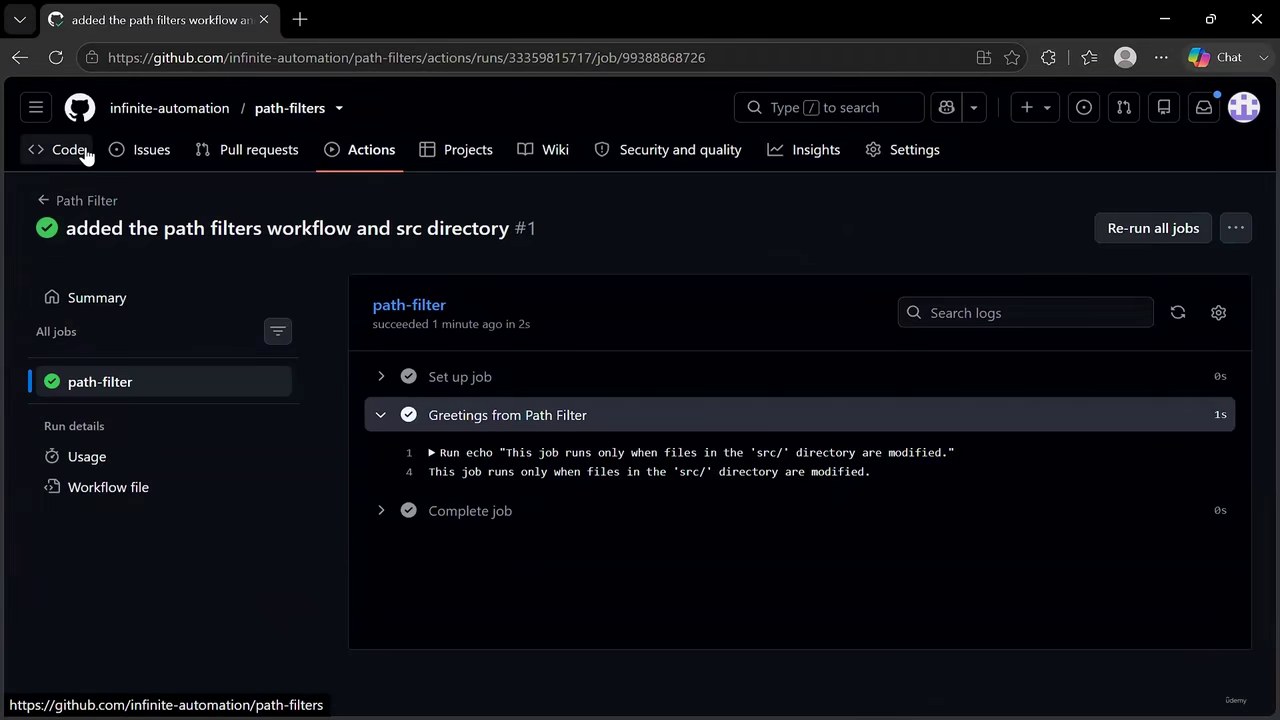 added the path filters workflow an
https://github.com/infinite-automation/path-filters/actions/runs/33359815717/job/99388868726
Chat
infinite-automation / path-filters
Type / to search
Code
Issues
Pull requests
Actions
Projects
Wiki
Security and quality
Insights
Settings
Path Filter
added the path filters workflow and src directory #1
Re-run all jobs
Summary
All jobs
path-filter
Run details
Usage
Workflow file
path-filter
succeeded 1 minute ago in 2s
Search logs
Set up job 0s
Greetings from Path Filter 1s
1 Run echo "This job runs only when files in the 'src/' directory are modified."
4 This job runs only when files in the 'src/' directory are modified.
Complete job 0s
https://github.com/infinite-automation/path-filters
ûdemy